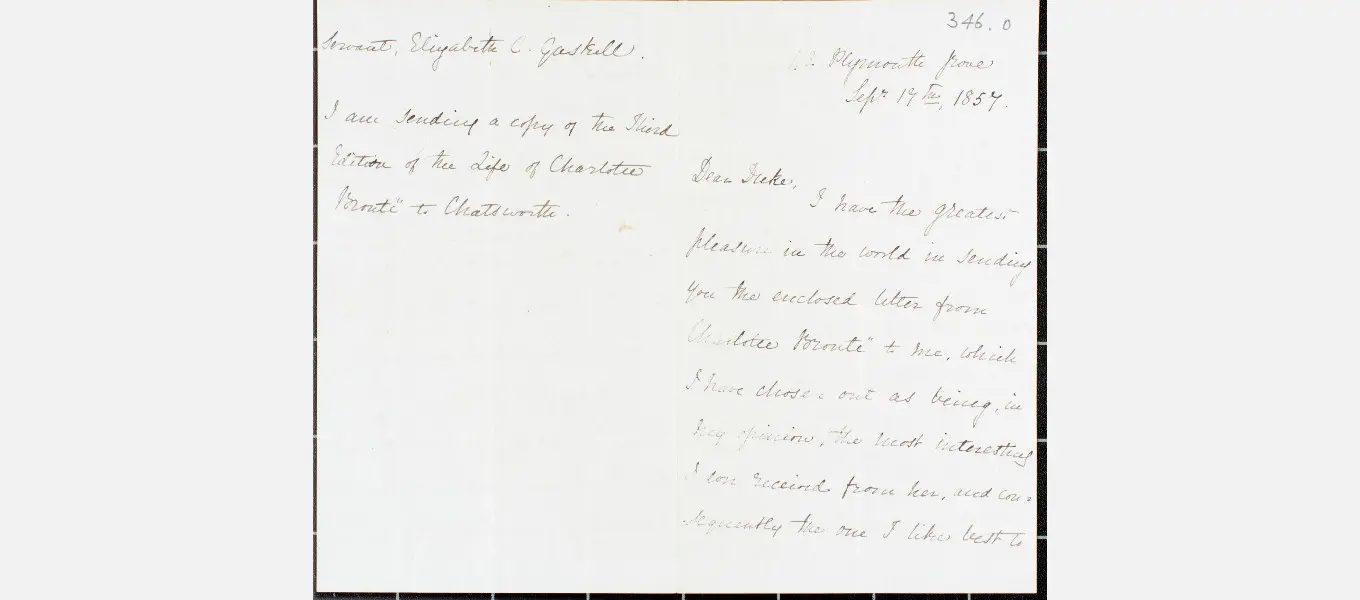 346.0
Servant, Elizabeth C. Gaskell.
I am sending a copy of the Third
Edition of the Life of Charlotte
Brontë to Chatsworth.
Plymouth Grove
Sepr. 17th, 1857.
Dear Duke,
I have the greatest
pleasure in the world in sending
you the enclosed letter from
Charlotte Brontë to me, which
I have chosen out as being, in
my opinion, the most interesting
I received from her, and con=
sequently the one I like best to